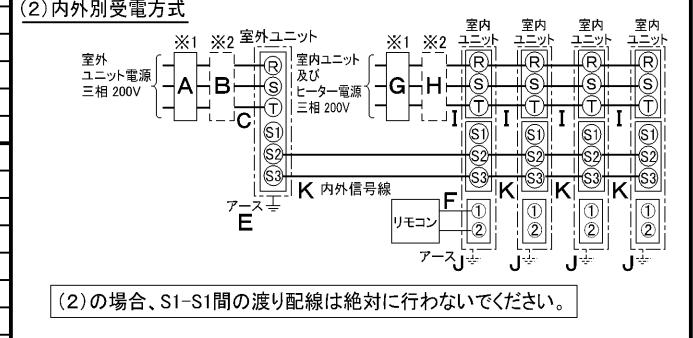 (2)内外別受電方式
※1 ※2 室外ユニット
室外
ユニット電源
三相 200V
A B C
R
S
T
S1
S2
S3
アース
E
K 内外信号線
※1 ※2
室内ユニット
及び
ヒーター電源
三相 200V
G H
室内
ユニット
室内
ユニット
室内
ユニット
室内
ユニット
R R R R
S S S S
I T I T I T I T
S1 S1 S1 S1
S2 S2 S2 S2
S3 K S3 K S3 K S3
F
リモコン
① ① ① ①
② ② ② ②
アース J J J J
(2)の場合、S1-S1間の渡り配線は絶対に行わないでください。